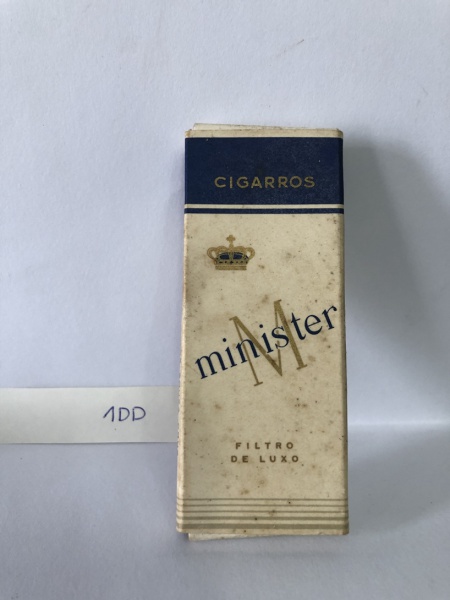 CIGARROS
M
minister
FILTRO
DE LUXO
1DD